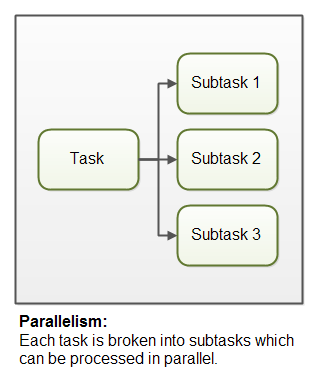 Task
Subtask 1
Subtask 2
Subtask 3
Parallelism:
Each task is broken into subtasks which
can be processed in parallel.